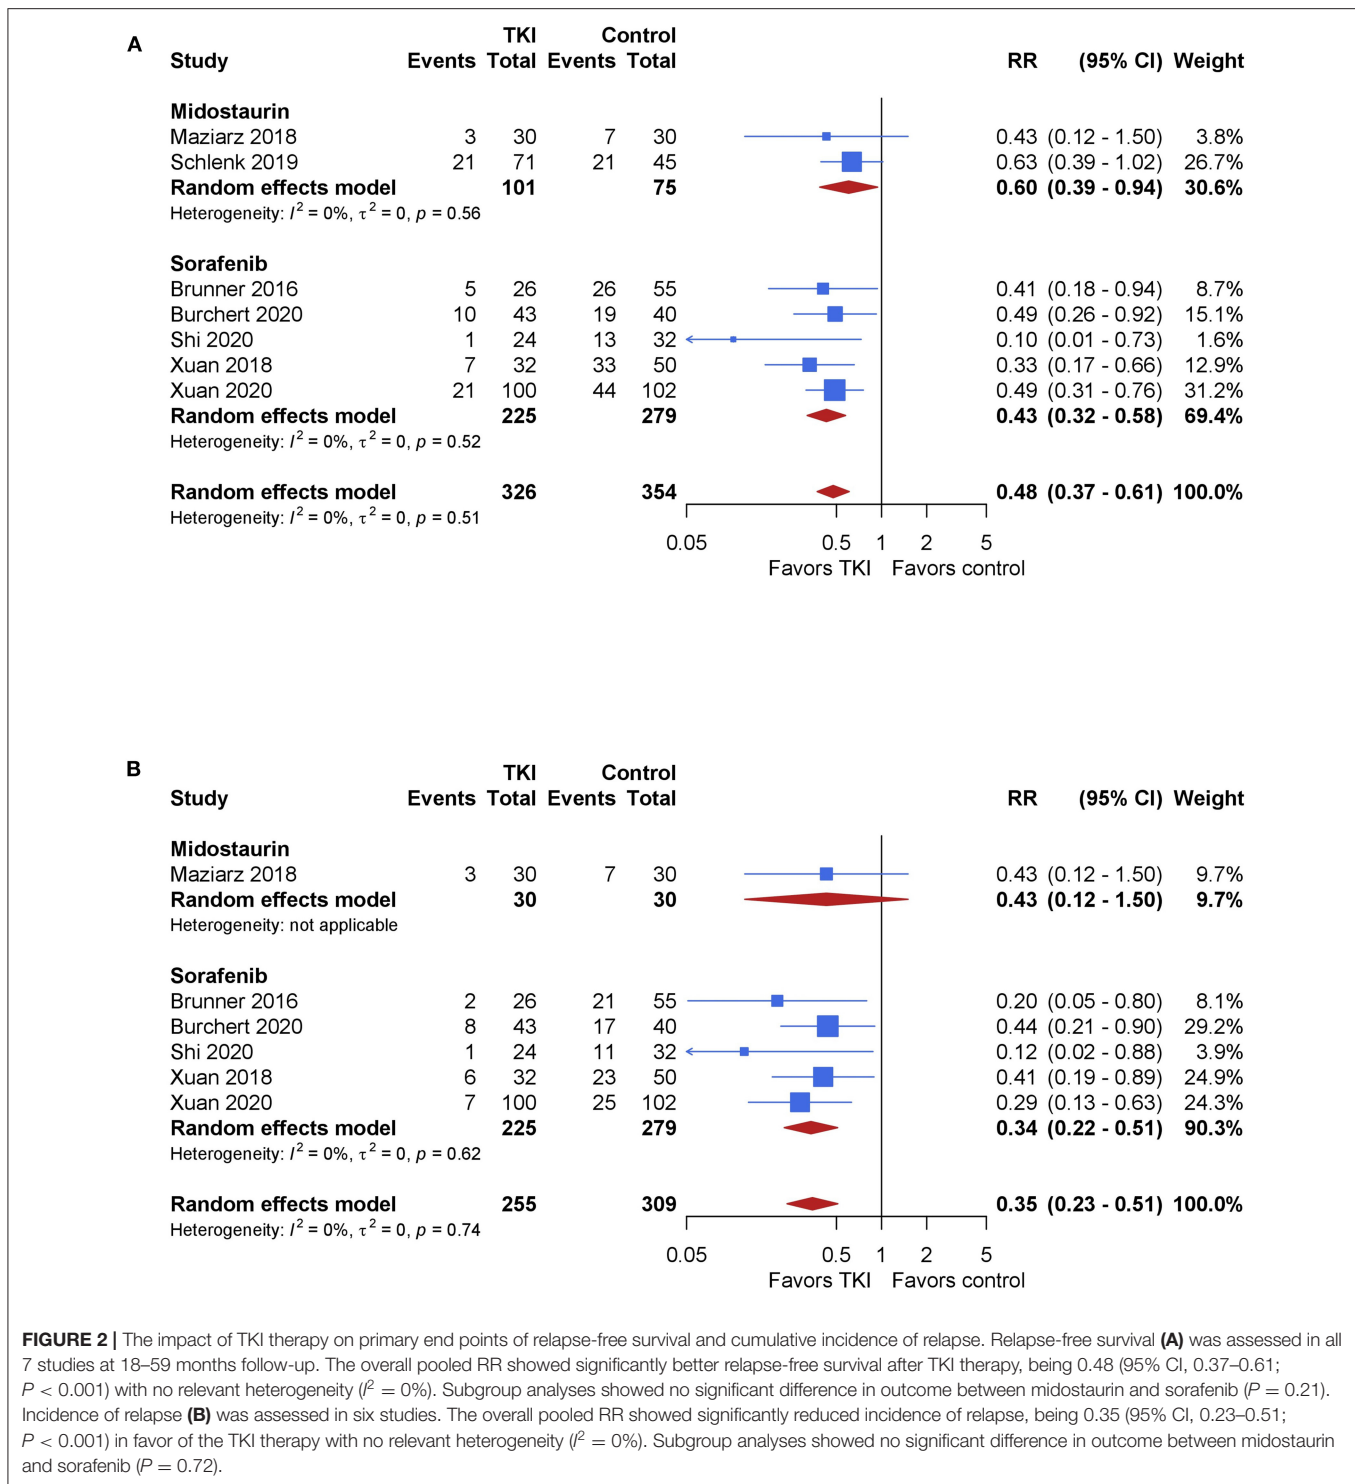 A
TKI Control
Study Events Total Events Total RR (95% CI) Weight
Midostaurin
Maziarz 2018 3 30 7 30 0.43 (0.12 - 1.50) 3.8%
Schlenk 2019 21 71 21 45 0.63 (0.39 - 1.02) 26.7%
Random effects model 101 75 0.60 (0.39 - 0.94) 30.6%
Heterogeneity: I² = 0%, τ² = 0, p = 0.56
Sorafenib
Brunner 2016 5 26 26 55 0.41 (0.18 - 0.94) 8.7%
Burchert 2020 10 43 19 40 0.49 (0.26 - 0.92) 15.1%
Shi 2020 1 24 13 32 0.10 (0.01 - 0.73) 1.6%
Xuan 2018 7 32 33 50 0.33 (0.17 - 0.66) 12.9%
Xuan 2020 21 100 44 102 0.49 (0.31 - 0.76) 31.2%
Random effects model 225 279 0.43 (0.32 - 0.58) 69.4%
Heterogeneity: I² = 0%, τ² = 0, p = 0.52
Random effects model 326 354 0.48 (0.37 - 0.61) 100.0%
Heterogeneity: I² = 0%, τ² = 0, p = 0.51
0.05 0.5 1 2 5
Favors TKI Favors control
B
TKI Control
Study Events Total Events Total RR (95% CI) Weight
Midostaurin
Maziarz 2018 3 30 7 30 0.43 (0.12 - 1.50) 9.7%
Random effects model 30 30 0.43 (0.12 - 1.50) 9.7%
Heterogeneity: not applicable
Sorafenib
Brunner 2016 2 26 21 55 0.20 (0.05 - 0.80) 8.1%
Burchert 2020 8 43 17 40 0.44 (0.21 - 0.90) 29.2%
Shi 2020 1 24 11 32 0.12 (0.02 - 0.88) 3.9%
Xuan 2018 6 32 23 50 0.41 (0.19 - 0.89) 24.9%
Xuan 2020 7 100 25 102 0.29 (0.13 - 0.63) 24.3%
Random effects model 225 279 0.34 (0.22 - 0.51) 90.3%
Heterogeneity: I² = 0%, τ² = 0, p = 0.62
Random effects model 255 309 0.35 (0.23 - 0.51) 100.0%
Heterogeneity: I² = 0%, τ² = 0, p = 0.74
0.05 0.5 1 2 5
Favors TKI Favors control
FIGURE 2 | The impact of TKI therapy on primary end points of relapse-free survival and cumulative incidence of relapse. Relapse-free survival (A) was assessed in all
7 studies at 18–59 months follow-up. The overall pooled RR showed significantly better relapse-free survival after TKI therapy, being 0.48 (95% CI, 0.37–0.61;
P < 0.001) with no relevant heterogeneity (I² = 0%). Subgroup analyses showed no significant difference in outcome between midostaurin and sorafenib (P = 0.21).
Incidence of relapse (B) was assessed in six studies. The overall pooled RR showed significantly reduced incidence of relapse, being 0.35 (95% CI, 0.23–0.51;
P < 0.001) in favor of the TKI therapy with no relevant heterogeneity (I² = 0%). Subgroup analyses showed no significant difference in outcome between midostaurin
and sorafenib (P = 0.72).